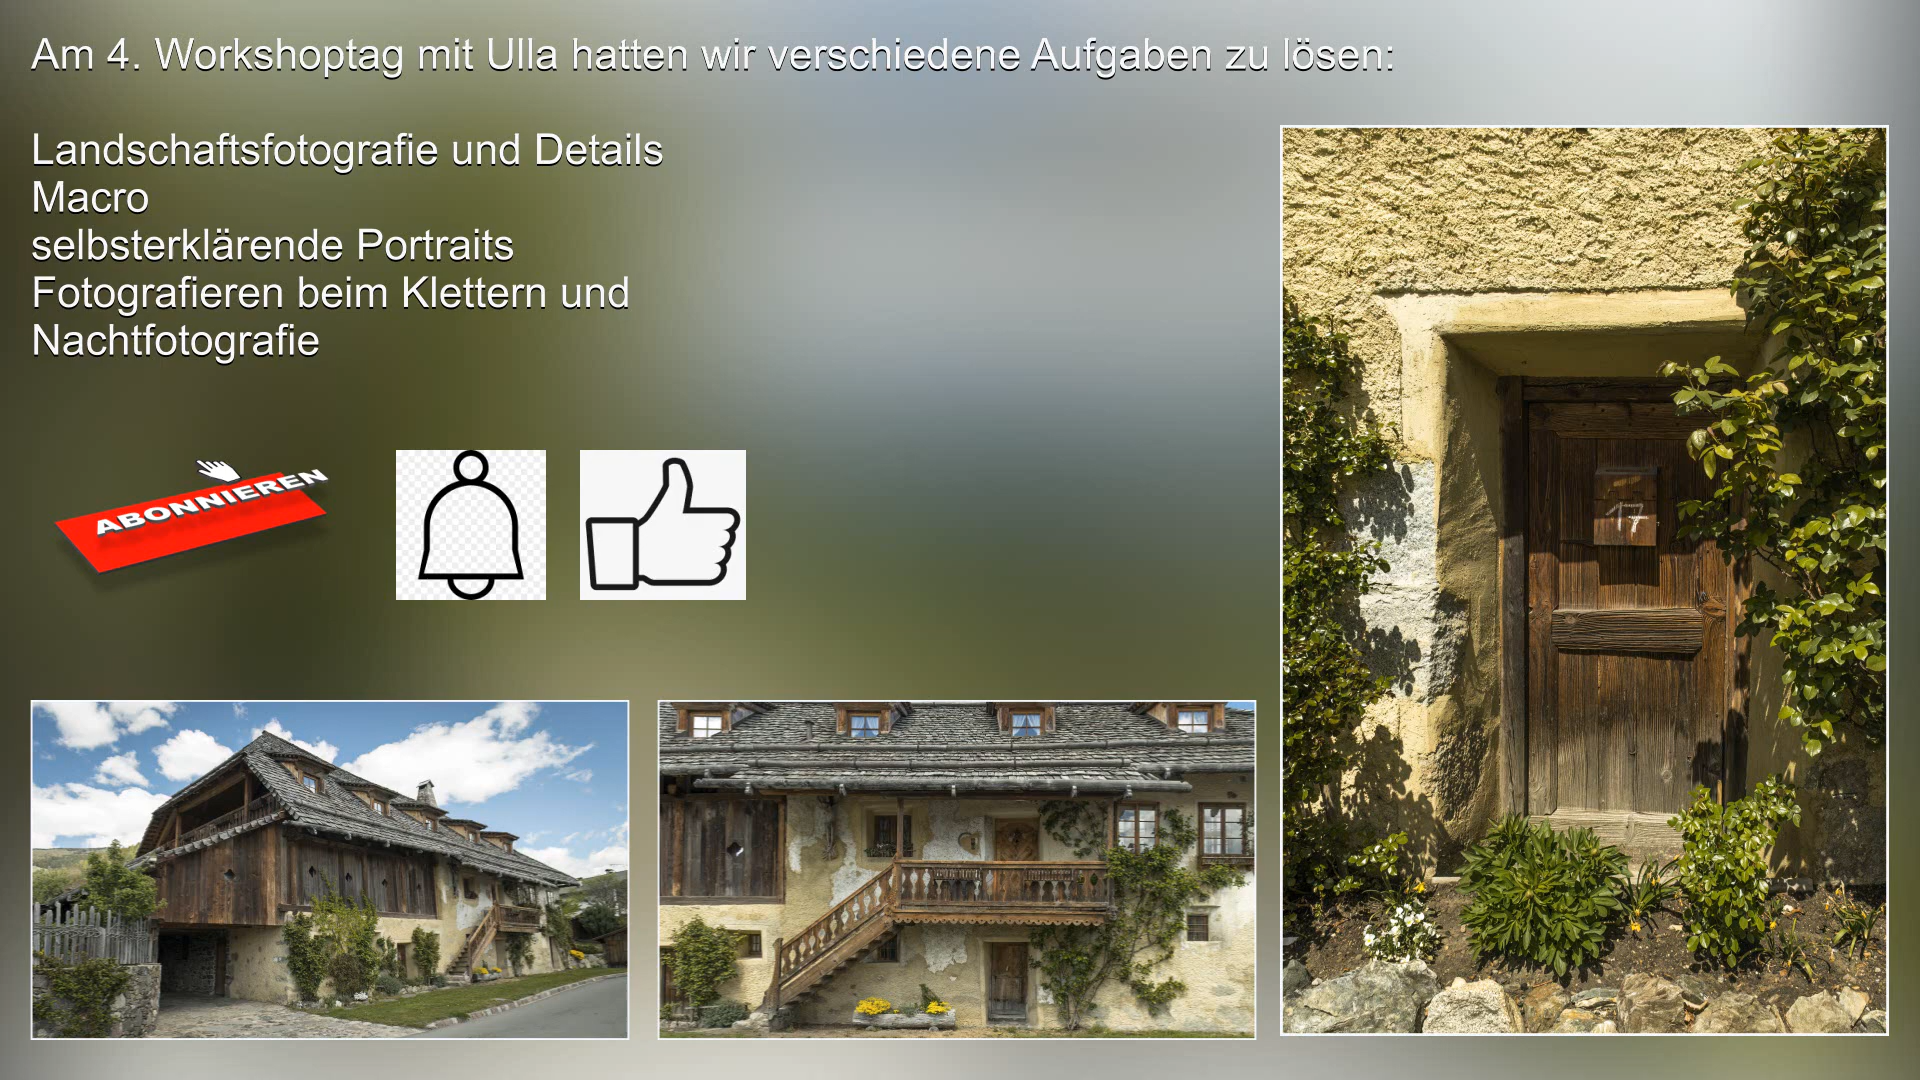 Am 4. Workshoptag mit Ulla hatten wir verschiedene Aufgaben zu lösen:
Landschaftsfotografie und Details
Macro
selbsterklärende Portraits
Fotografieren beim Klettern und
Nachtfotografie
ABONNIEREN
17